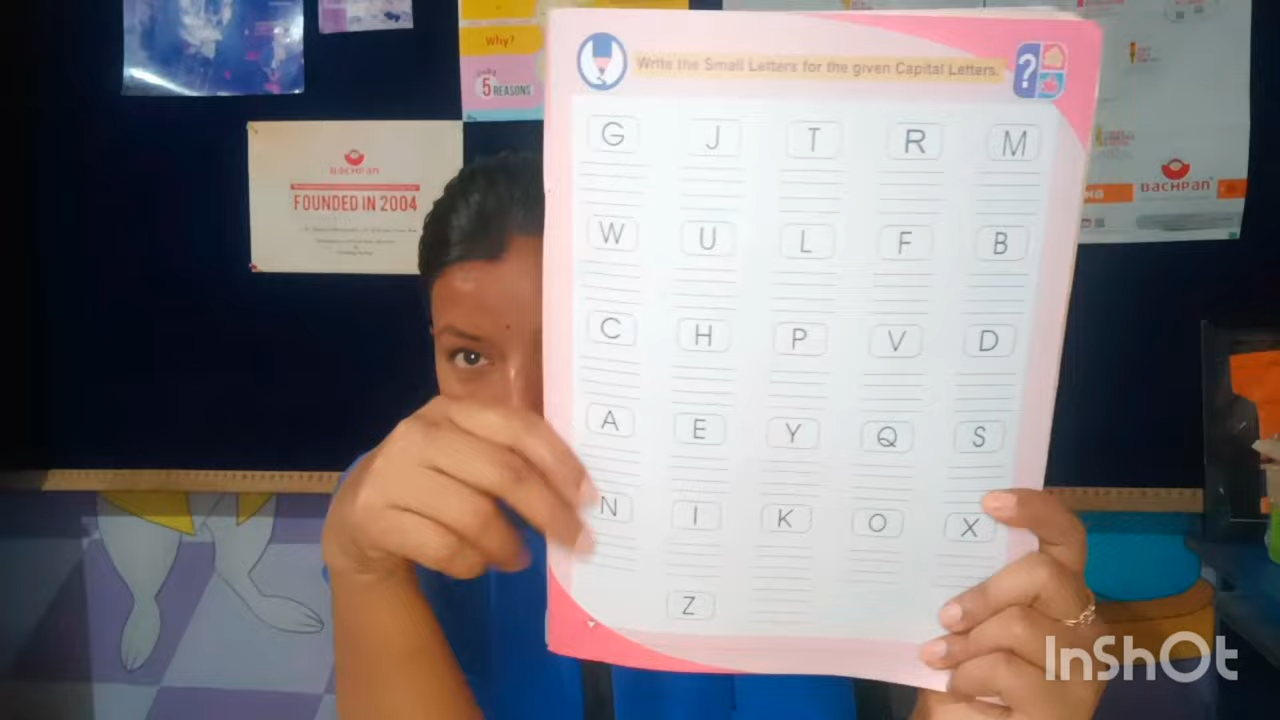 Why?
5 REASONS
BACHPAN
FOUNDED IN 2004
BACHPAN
Write the Small Letters for the given Capital Letters.
?
G J T R M
W U L F B
C H P V D
A E Y Q S
N I K O X
Z
InShOt